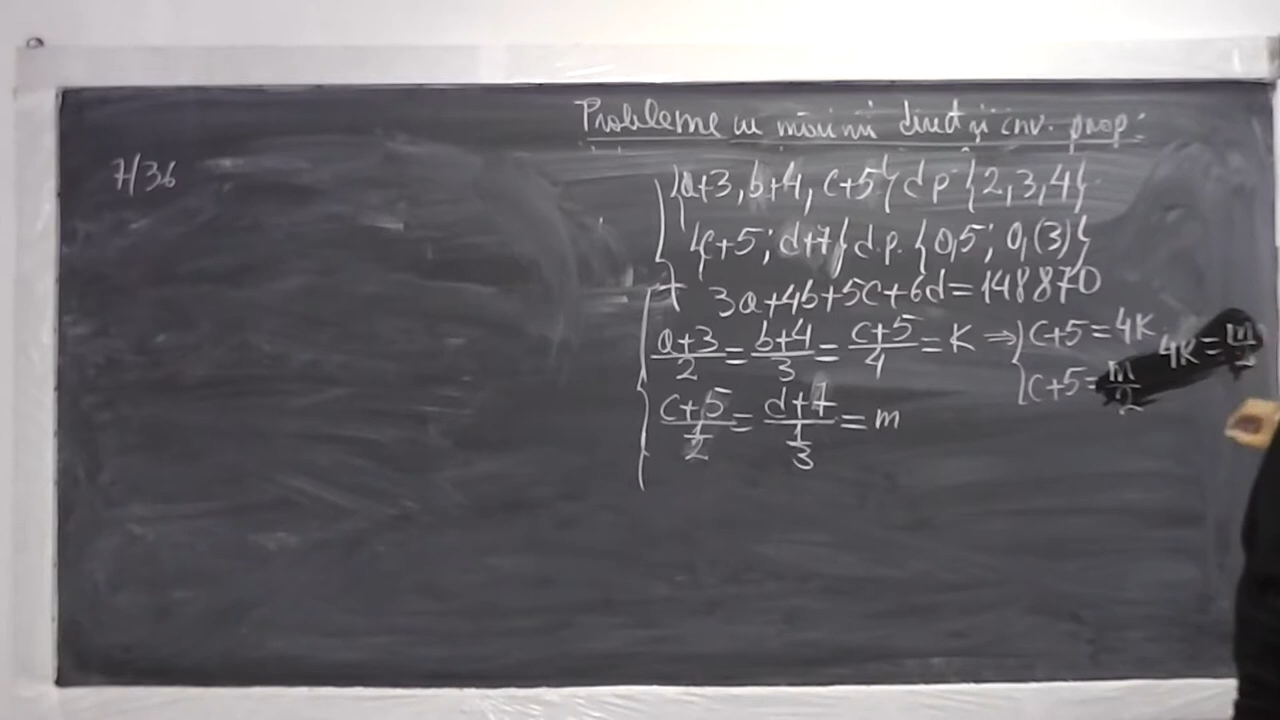 Probleme cu mărimi direct și inv. prop:
7/36
{a+3, b+4, c+5} d p {2, 3, 4}
{c+5; d+7} d.p. {0,5; 0,(3)}
3a+4b+5c+6d=148870
(a+3)/2 = (b+4)/3 = (c+5)/4 = K ⇒ { c+5=4K
c+5= m/2
4K = m/2
(c+5)/(1/2) = (d+7)/(1/3) = m